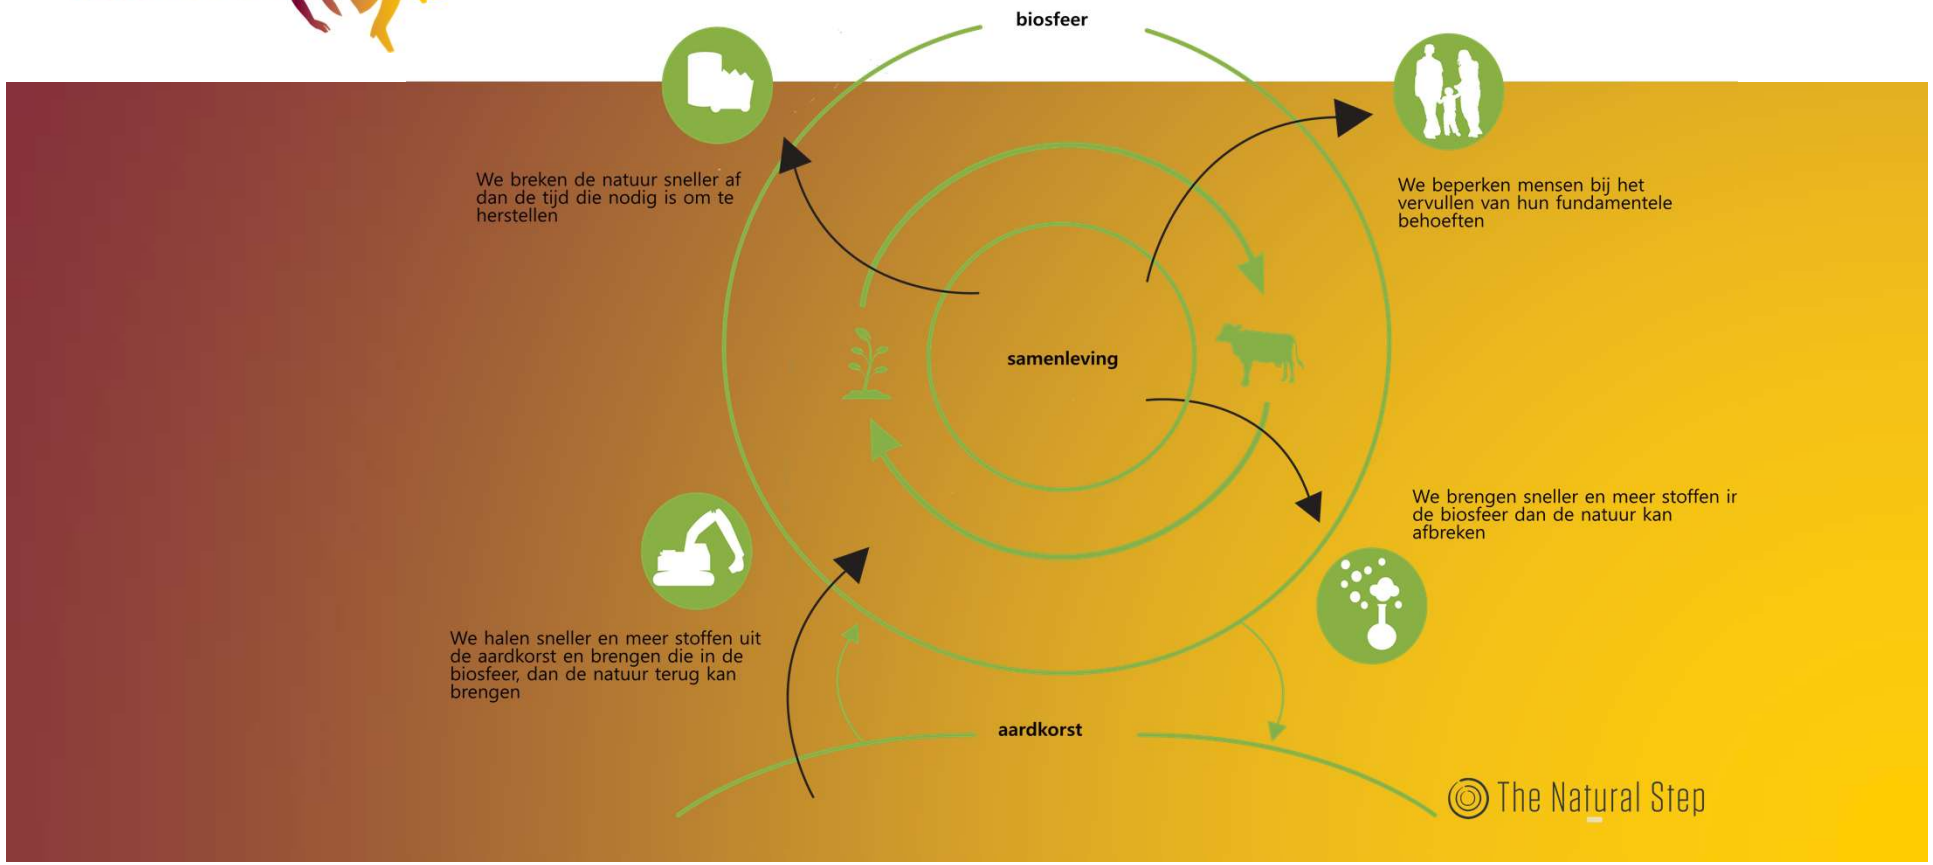 biosfeer
We breken de natuur sneller af
dan de tijd die nodig is om te
herstellen
We beperken mensen bij het
vervullen van hun fundamentele
behoeften
samenleving
We brengen sneller en meer stoffen
de biosfeer dan de natuur kan
afbreken
We halen sneller en meer stoffen uit
de aardkorst en brengen die in de
biosfeer, dan de natuur terug kan
brengen
aardkorst
The Natural Step